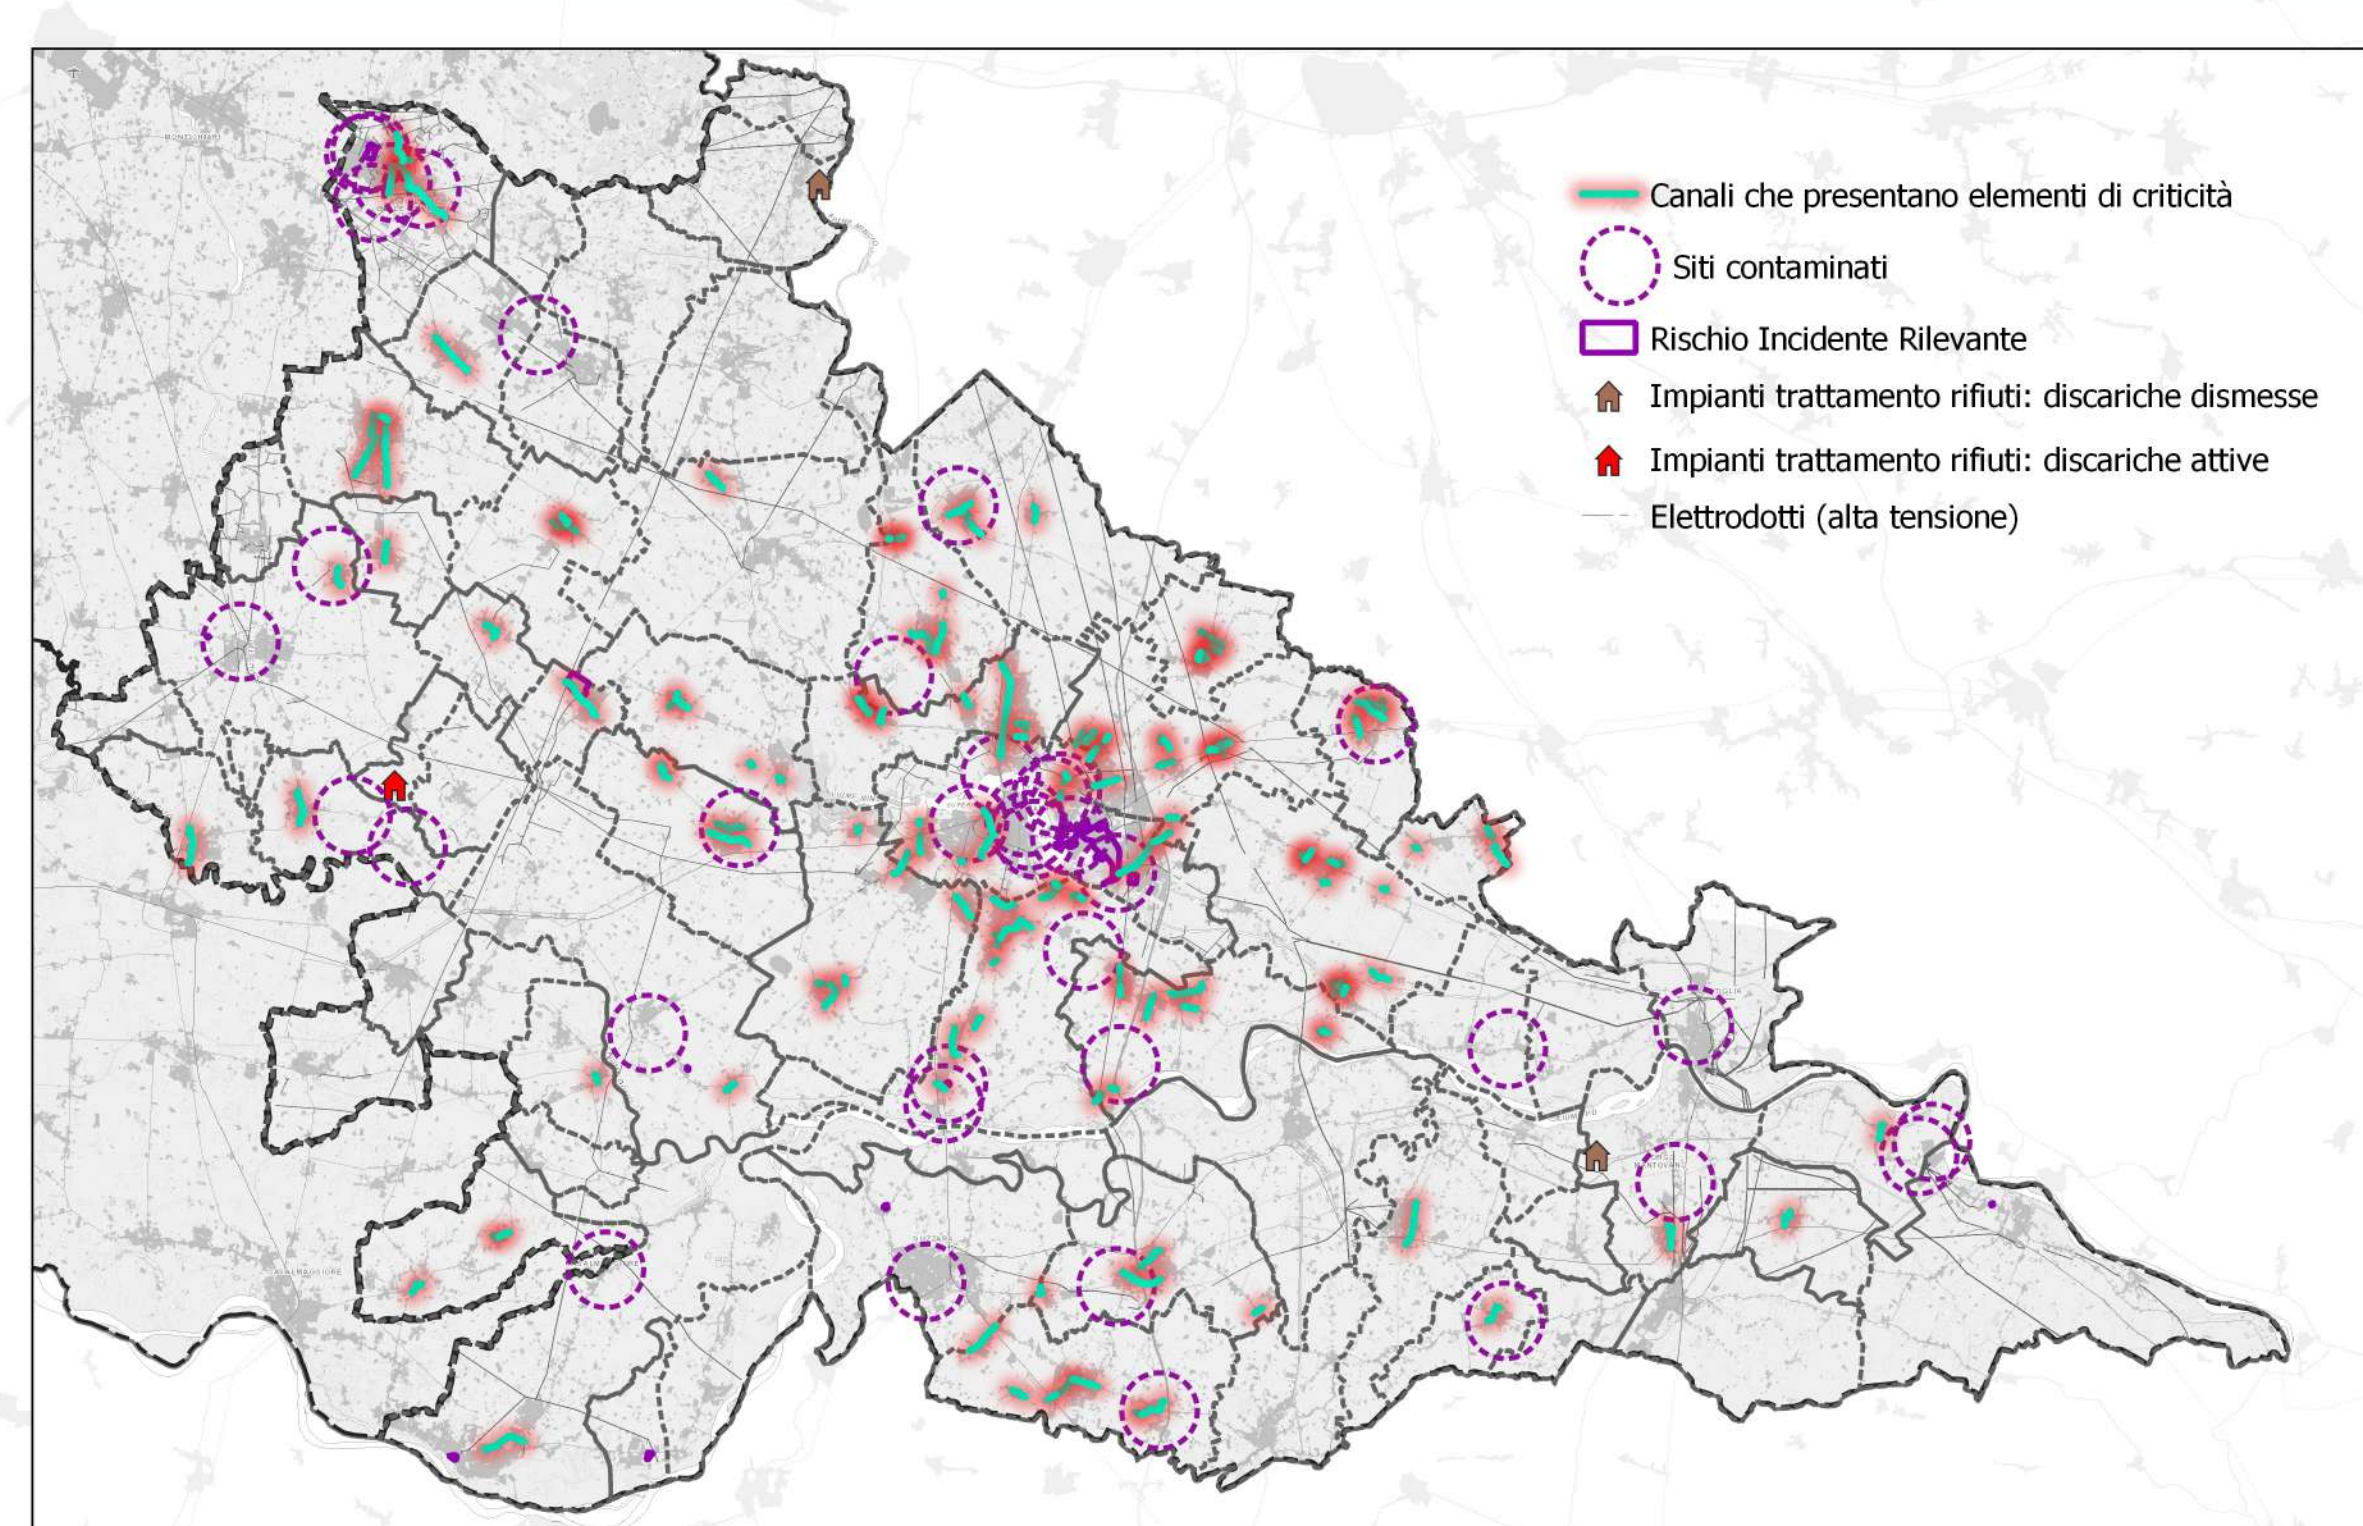 MONTICHIARI
Canali che presentano elementi di criticità
Siti contaminati
Rischio Incidente Rilevante
Impianti trattamento rifiuti: discariche dismesse
Impianti trattamento rifiuti: discariche attive
Elettrodotti (alta tensione)